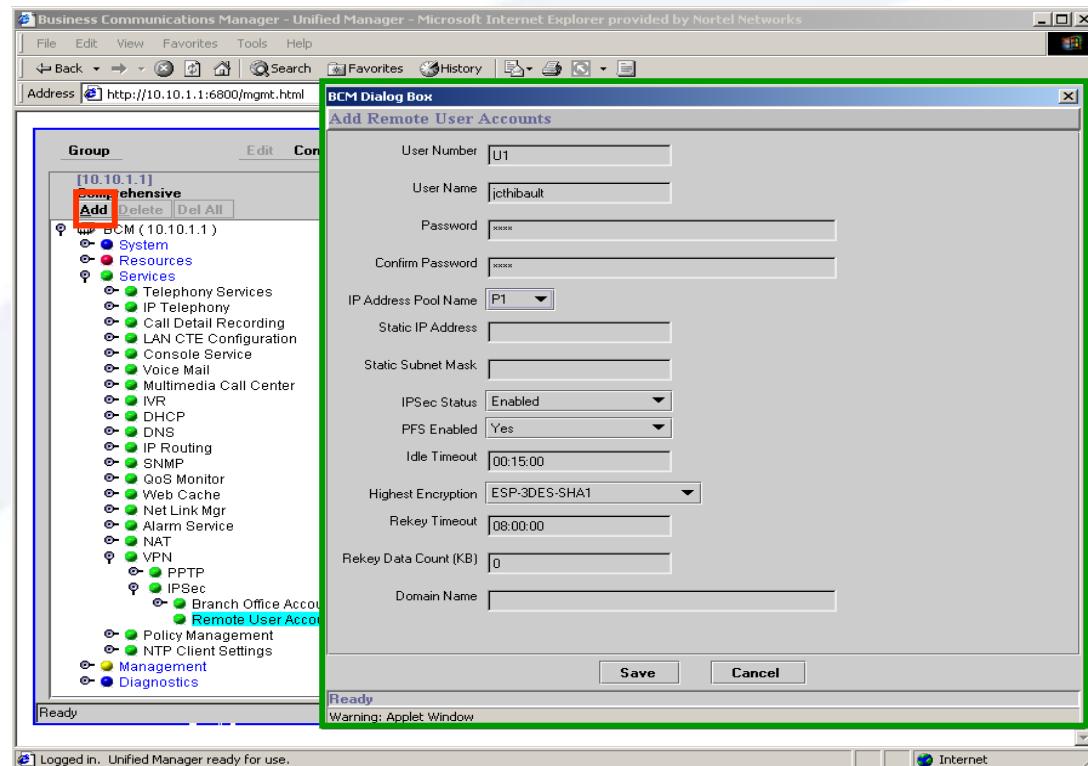 Business Communications Manager - Unified Manager - Microsoft Internet Explorer provided by Nortel Networks
File Edit View Favorites Tools Help
Back Search Favorites History
Address http://10.10.1.1:6800/mgmt.html
Group Edit Con
[10.10.1.1]
Comprehensive
Add Delete Del All
BCM ( 10.10.1.1 )
System
Resources
Services
Telephony Services
IP Telephony
Call Detail Recording
LAN CTE Configuration
Console Service
Voice Mail
Multimedia Call Center
IVR
DHCP
DNS
IP Routing
SNMP
QoS Monitor
Web Cache
Net Link Mgr
Alarm Service
NAT
VPN
PPTP
IPSec
Branch Office Accou
Remote User Accou
Policy Management
NTP Client Settings
Management
Diagnostics
Ready
BCM Dialog Box
Add Remote User Accounts
User Number U1
User Name jcthibault
Password ****
Confirm Password ****
IP Address Pool Name P1
Static IP Address
Static Subnet Mask
IPSec Status Enabled
PFS Enabled Yes
Idle Timeout 00:15:00
Highest Encryption ESP-3DES-SHA1
Rekey Timeout 08:00:00
Rekey Data Count (KB) 0
Domain Name
Save Cancel
Ready
Warning: Applet Window
Logged in. Unified Manager ready for use. Internet